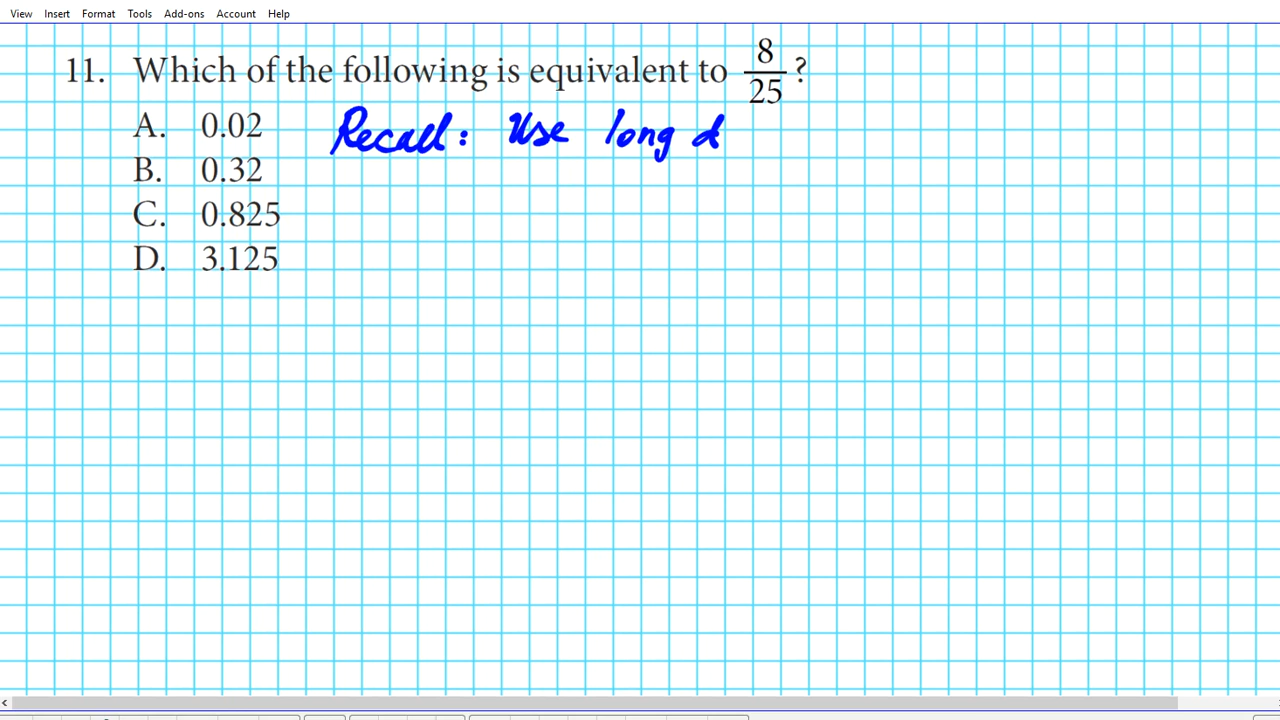 View Insert Format Tools Add-ons Account Help
11. Which of the following is equivalent to 8/25?
A. 0.02
Recall: Use long d
B. 0.32
C. 0.825
D. 3.125